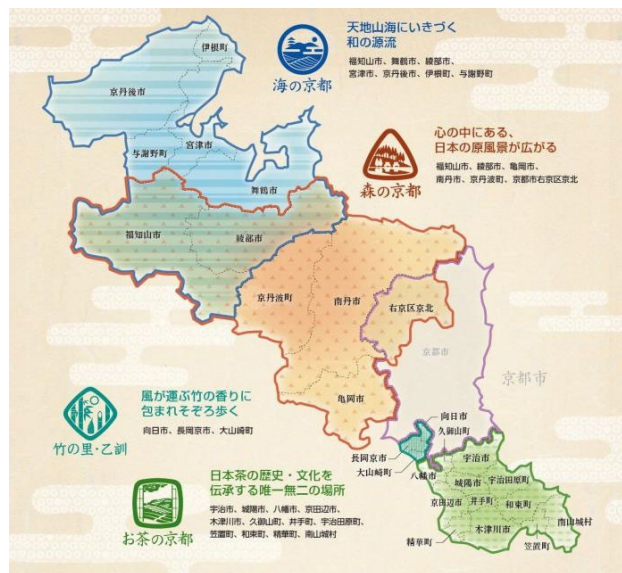 天地山海にいきづく
和の源流
海の京都
福知山市、舞鶴市、綾部市、
宮津市、京丹後市、伊根町、与謝野町
伊根町
京丹後市
宮津市
与謝野町
舞鶴市
心の中にある、
日本の原風景が広がる
森の京都
福知山市、綾部市、亀岡市、
南丹市、京丹波町、京都市右京区京北
福知山市
綾部市
京丹波町
南丹市
右京区京北
京都市
京都市
亀岡市
風が運ぶ竹の香りに
包まれそぞろ歩く
竹の里・乙訓
向日市、長岡京市、大山崎町
向日市
久御山町
長岡京市
大山崎町
八幡市
宇治市
城陽市
宇治田原町
京田辺市
井手町
和束町
南山城村
木津川市
精華町
笠置町
日本茶の歴史・文化を
伝承する唯一無二の場所
お茶の京都
宇治市、城陽市、八幡市、京田辺市、
木津川市、久御山町、井手町、宇治田原町、
笠置町、和束町、精華町、南山城村